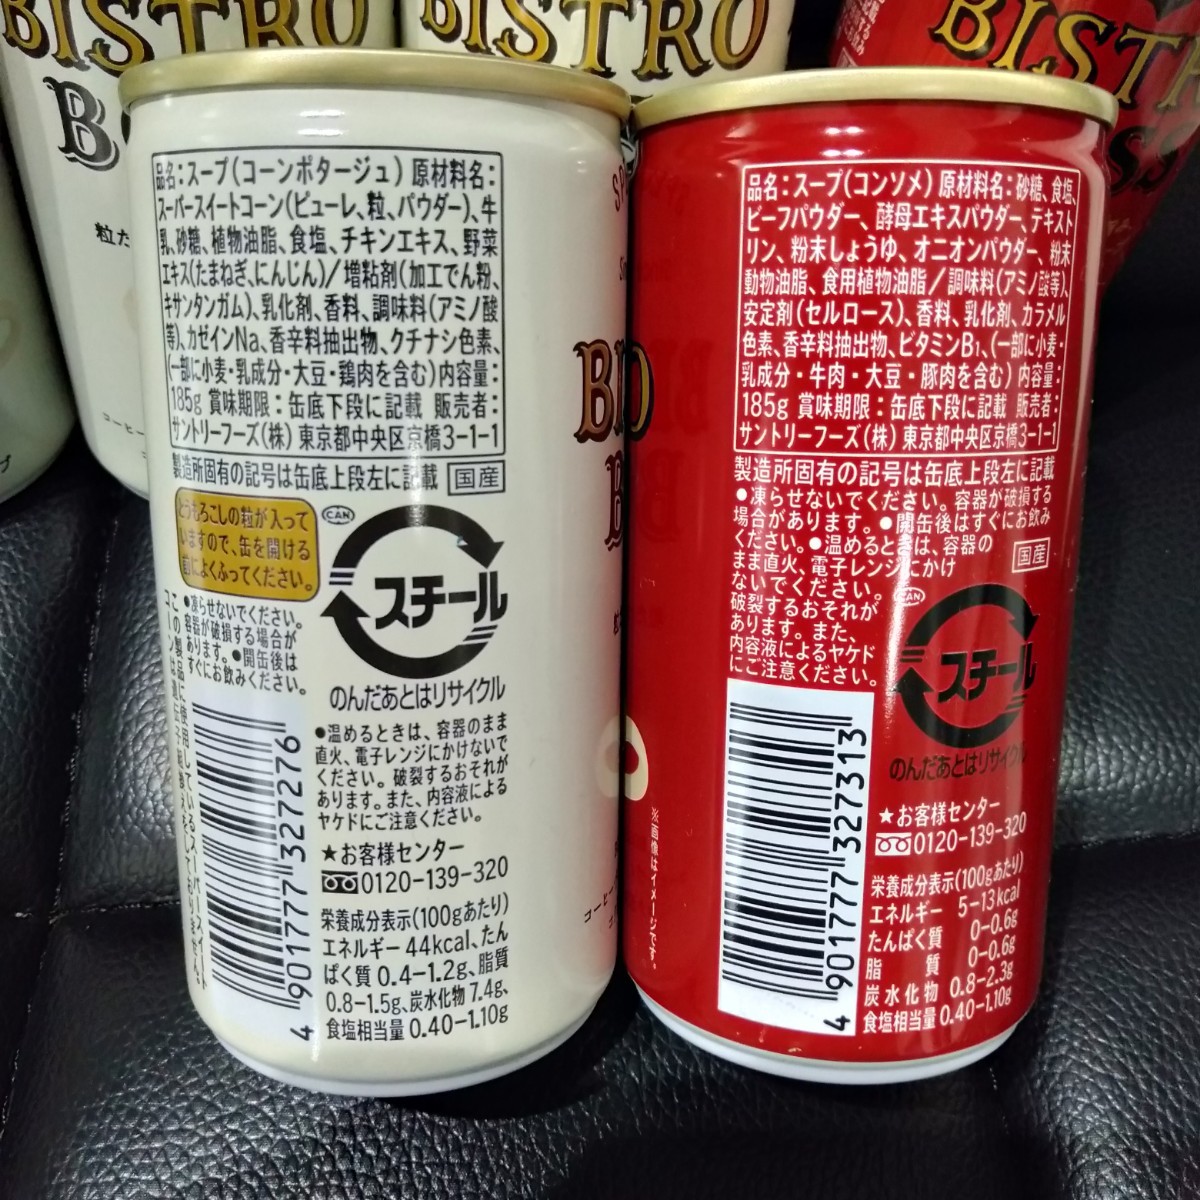 BISTRO
B
粒た
BISTRO
BISTR
SS
品名:スープ(コーンポタージュ) 原材料名:
スーパースイートコーン(ピューレ、粒、パウダー)、牛
乳、砂糖、植物油脂、食塩、チキンエキス、野菜
エキス(たまねぎ、にんじん)/増粘剤(加工でん粉、
キサンタンガム)、乳化剤、香料、調味料(アミノ酸
等)、カゼインNa、香辛料抽出物、クチナシ色素、
(一部に小麦・乳成分・大豆・鶏肉を含む)内容量:
185g 賞味期限:缶底下段に記載 販売者:
サントリーフーズ(株) 東京都中央区京橋3-1-1
製造所固有の記号は缶底上段左に記載 国産
とうもろこしの粒が入って
いますので、缶を開ける
前によくふってください。
CAN
スチール
のんだあとはリサイクル
●凍らせないでください。
容器が破損する場合が
あります。●開缶後は
すぐにお飲みください。
●温めるときは、容器のまま
直火、電子レンジにかけないで
ください。破裂するおそれが
あります。また、内容液による
ヤケドにご注意ください。
★お客様センター
0120-139-320
栄養成分表示(100gあたり)
エネルギー 44kcal、たん
ぱく質 0.4-1.2g、脂質
0.8-1.5g、炭水化物 7.4g、
食塩相当量 0.40-1.10g
4 901777 327276
品名:スープ(コンソメ) 原材料名:砂糖、食塩、
ビーフパウダー、酵母エキスパウダー、デキスト
リン、粉末しょうゆ、オニオンパウダー、粉末
動物油脂、食用植物油脂/調味料(アミノ酸等)、
安定剤(セルロース)、香料、乳化剤、カラメル
色素、香辛料抽出物、ビタミンB1、(一部に小麦・
乳成分・牛肉・大豆・豚肉を含む)内容量:
185g 賞味期限:缶底下段に記載 販売者:
サントリーフーズ(株) 東京都中央区京橋3-1-1
製造所固有の記号は缶底上段左に記載
●凍らせないでください。容器が破損する
場合があります。●開缶後はすぐにお飲み
ください。●温めるときは、容器の
まま直火、電子レンジにかけ
ないでください。
破裂するおそれが
あります。また、
内容液によるヤケド
にご注意ください。
国産
CAN
スチール
のんだあとはリサイクル
★お客様センター
0120-139-320
栄養成分表示(100gあたり)
エネルギー 5-13kcal
たんぱく質 0-0.6g
脂質 0-0.6g
炭水化物 0.8-2.3g
食塩相当量 0.40-1.10g
4 901777 327313
※画像はイメージです。